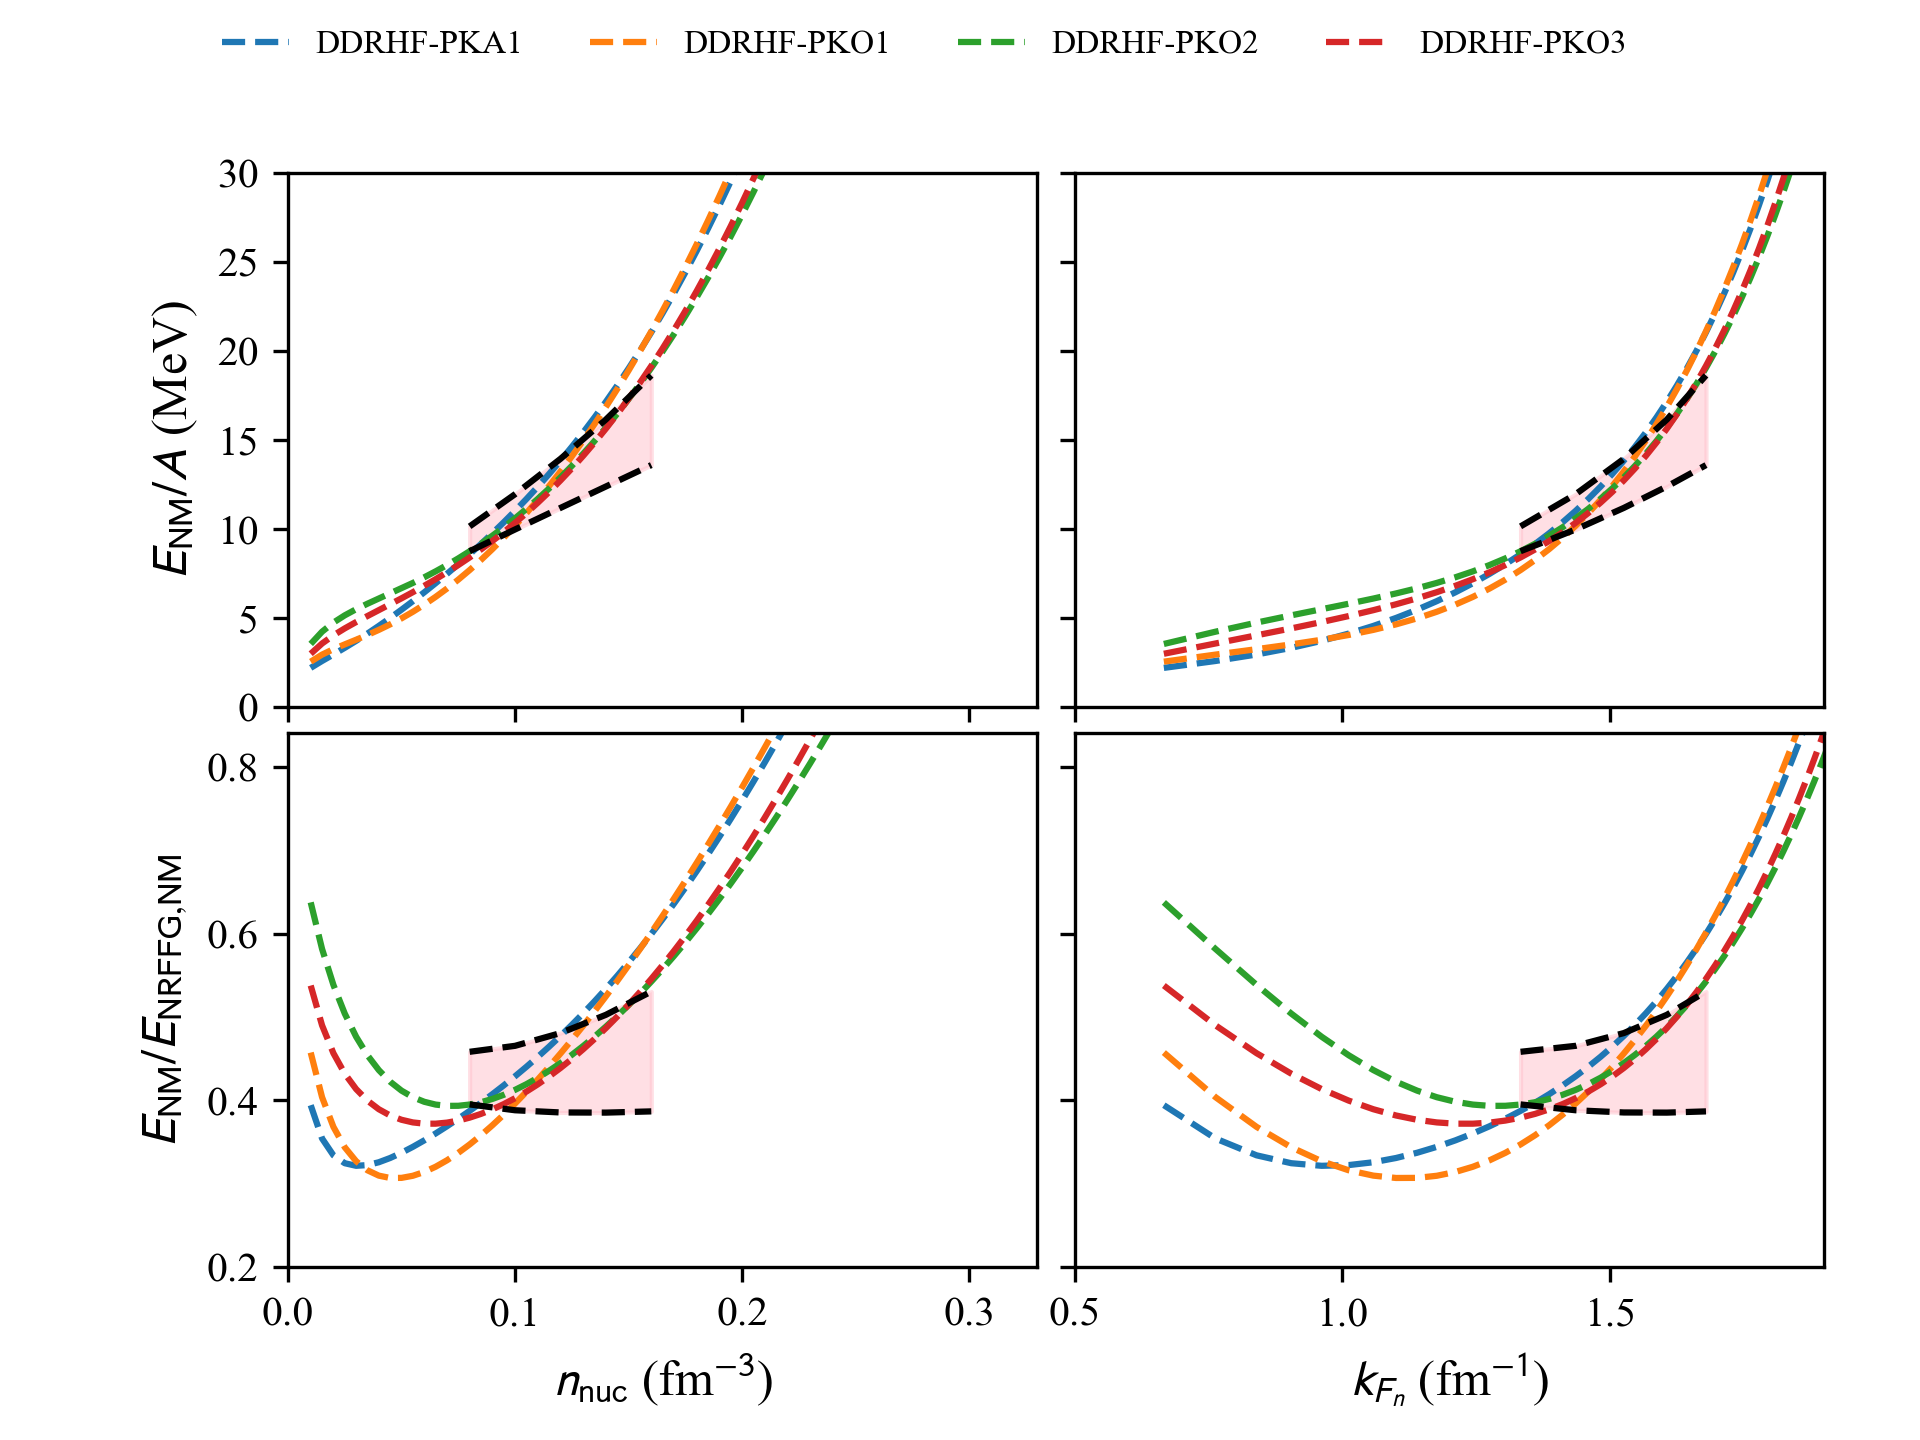 DDRHF-PKA1 DDRHF-PKO1 DDRHF-PKO2 DDRHF-PKO3
30
25
20
15
10
5
0
E_NM/A (MeV)
0.8
0.6
0.4
0.2
E_NM/E_NRFFG,NM
0.0 0.1 0.2 0.3
0.5 1.0 1.5
n_nuc (fm⁻³)
k_F_n (fm⁻¹)